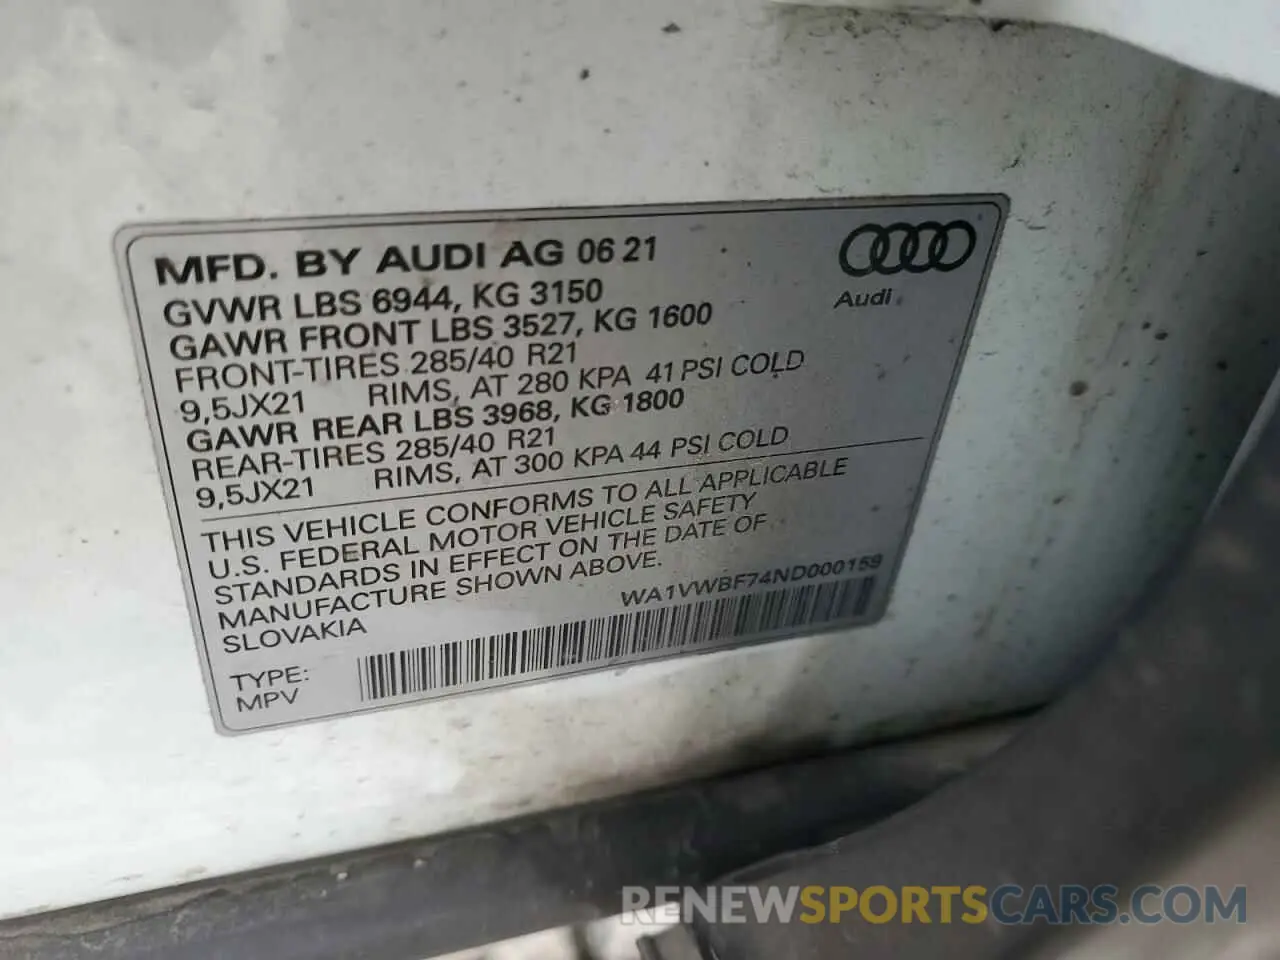 MFD. BY AUDI AG 06 21
Audi
GVWR LBS 6944, KG 3150
GAWR FRONT LBS 3527, KG 1600
FRONT-TIRES 285/40 R21
9,5JX21 RIMS, AT 280 KPA 41 PSI COLD
GAWR REAR LBS 3968, KG 1800
REAR-TIRES 285/40 R21
9,5JX21 RIMS, AT 300 KPA 44 PSI COLD
THIS VEHICLE CONFORMS TO ALL APPLICABLE
U.S. FEDERAL MOTOR VEHICLE SAFETY
STANDARDS IN EFFECT ON THE DATE OF
MANUFACTURE SHOWN ABOVE.
SLOVAKIA WA1VWBF74ND000159
TYPE:
MPV
RENEWSPORTSCARS.COM